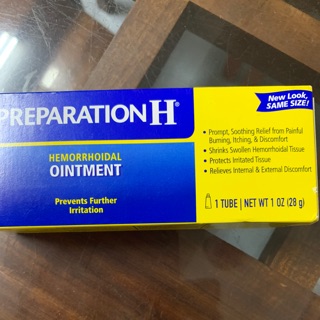 PREPARATION H®
New Look,
SAME SIZE!
HEMORRHOIDAL
OINTMENT
Prevents Further
Irritation
• Prompt, Soothing Relief from Painful
Burning, Itching, & Discomfort
• Shrinks Swollen Hemorrhoidal Tissue
• Protects Irritated Tissue
• Relieves Internal & External Discomfort
1 TUBE | NET WT 1 OZ (28 g)